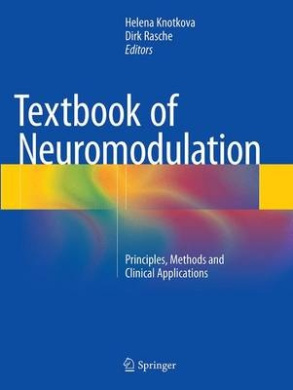 Helena Knotkova
Dirk Rasche
Editors
Textbook of
Neuromodulation
Principles, Methods and
Clinical Applications
Springer